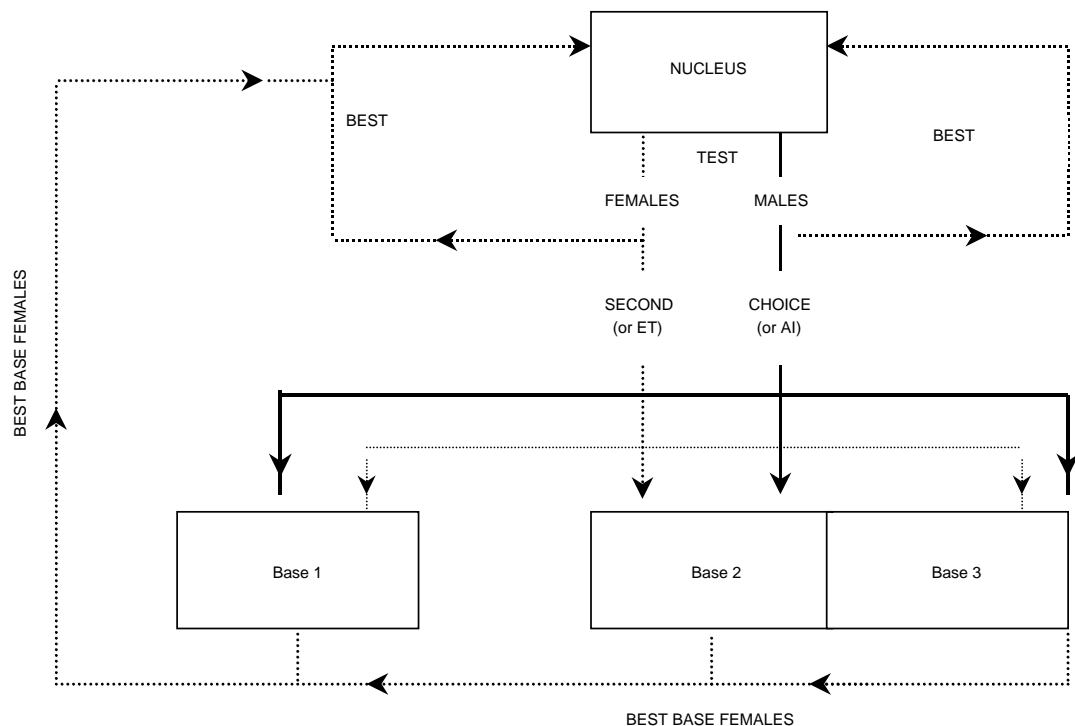 NUCLEUS
BEST
TEST
BEST
FEMALES
MALES
SECOND
(or ET)
CHOICE
(or AI)
BEST BASE FEMALES
Base 1
Base 2
Base 3
BEST BASE FEMALES